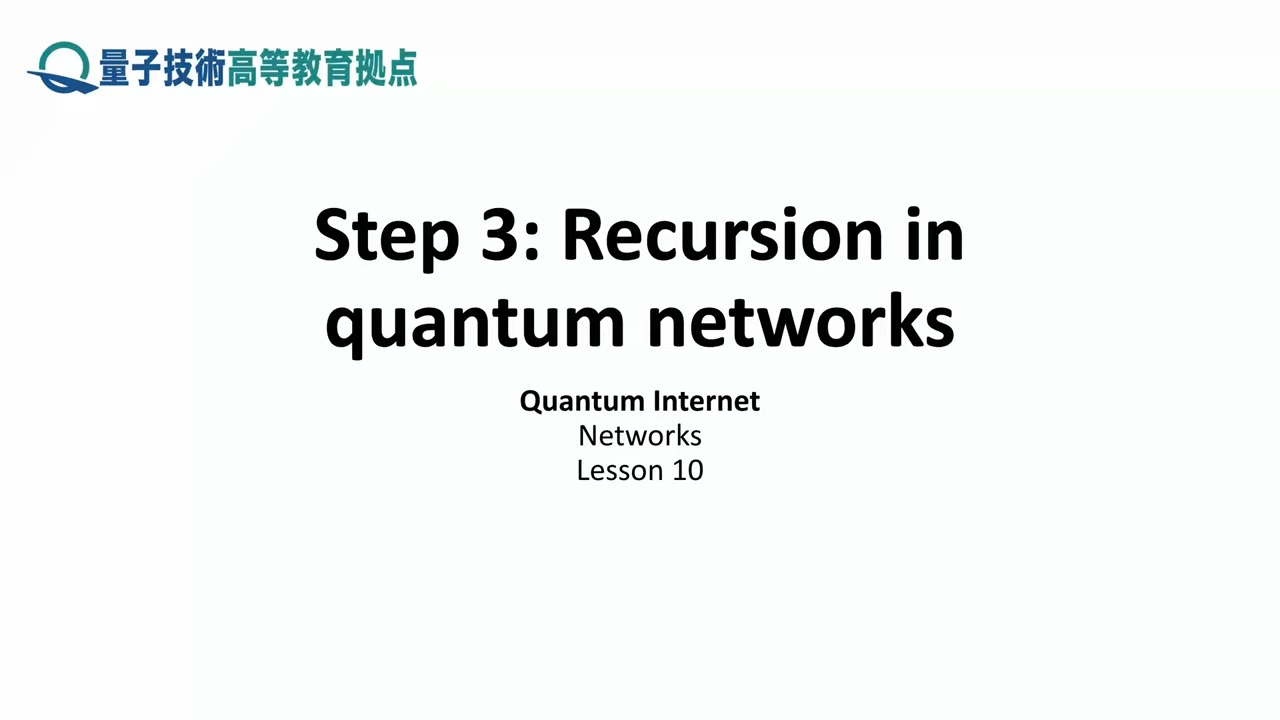 量子技術高等教育拠点
Step 3: Recursion in
quantum networks
Quantum Internet
Networks
Lesson 10